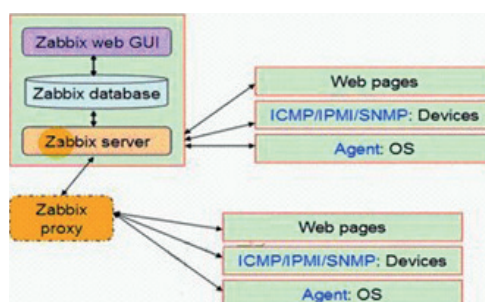 Zabbix web GUI
Zabbix database
Zabbix server
Web pages
ICMP/IPMI/SNMP: Devices
Agent: OS
Zabbix
proxy
Web pages
ICMP/IPMI/SNMP: Devices
Agent: OS